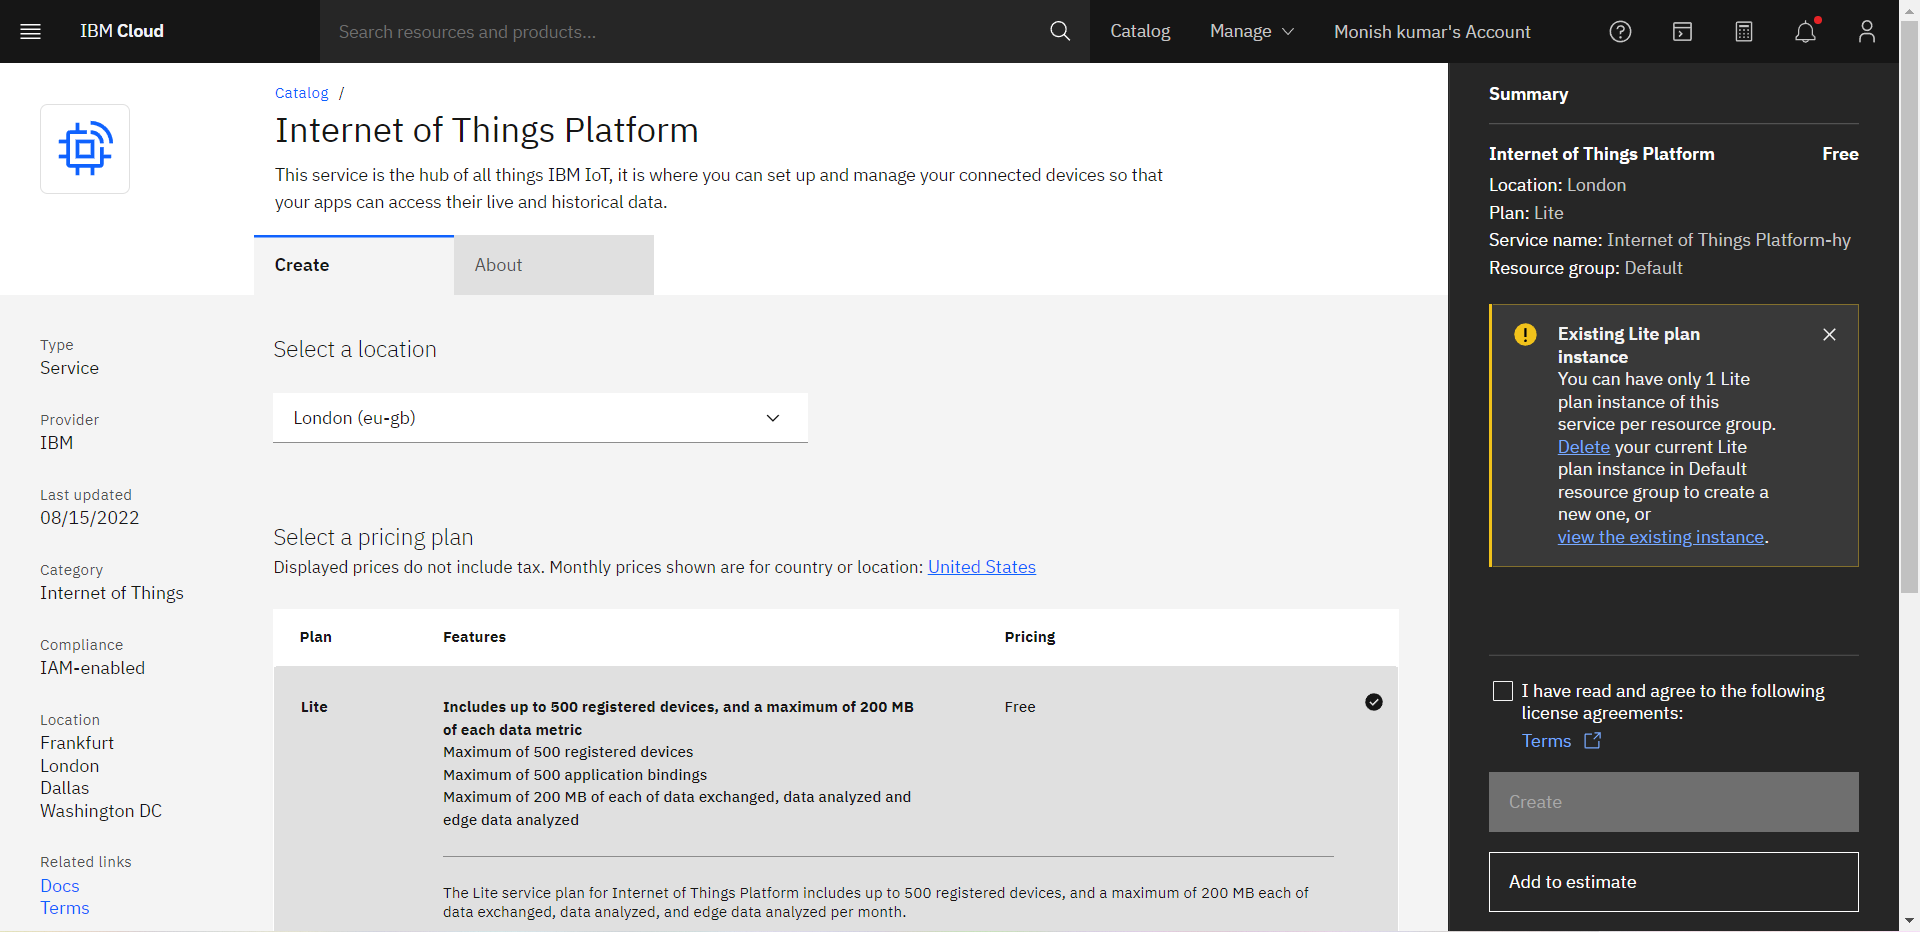 IBM Cloud
Search resources and products...
Catalog
Manage
Monish kumar's Account
Catalog /
Internet of Things Platform
This service is the hub of all things IBM IoT, it is where you can set up and manage your connected devices so that
your apps can access their live and historical data.
Create
About
Type
Service
Provider
IBM
Last updated
08/15/2022
Category
Internet of Things
Compliance
IAM-enabled
Location
Frankfurt
London
Dallas
Washington DC
Related links
Docs
Terms
Select a location
London (eu-gb)
Select a pricing plan
Displayed prices do not include tax. Monthly prices shown are for country or location: United States
Plan
Features
Pricing
Lite
Includes up to 500 registered devices, and a maximum of 200 MB
of each data metric
Maximum of 500 registered devices
Maximum of 500 application bindings
Maximum of 200 MB of each of data exchanged, data analyzed and
edge data analyzed
Free
The Lite service plan for Internet of Things Platform includes up to 500 registered devices, and a maximum of 200 MB each of
data exchanged, data analyzed, and edge data analyzed per month.
Summary
Internet of Things Platform Free
Location: London
Plan: Lite
Service name: Internet of Things Platform-hy
Resource group: Default
Existing Lite plan
instance
You can have only 1 Lite
plan instance of this
service per resource group.
Delete your current Lite
plan instance in Default
resource group to create a
new one, or
view the existing instance.
I have read and agree to the following
license agreements:
Terms
Create
Add to estimate